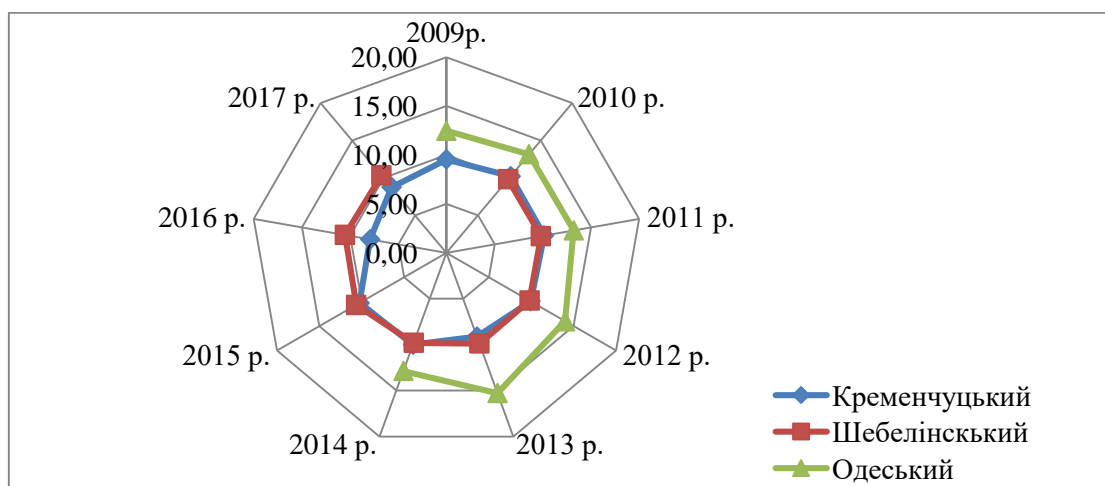 2009р.
20,00
2017 р.
15,00
2010 р.
10,00
2016 р.
5,00
2011 р.
0,00
2015 р.
2012 р.
2014 р.
2013 р.
Кременчуцький
Шебелінскький
Одеський